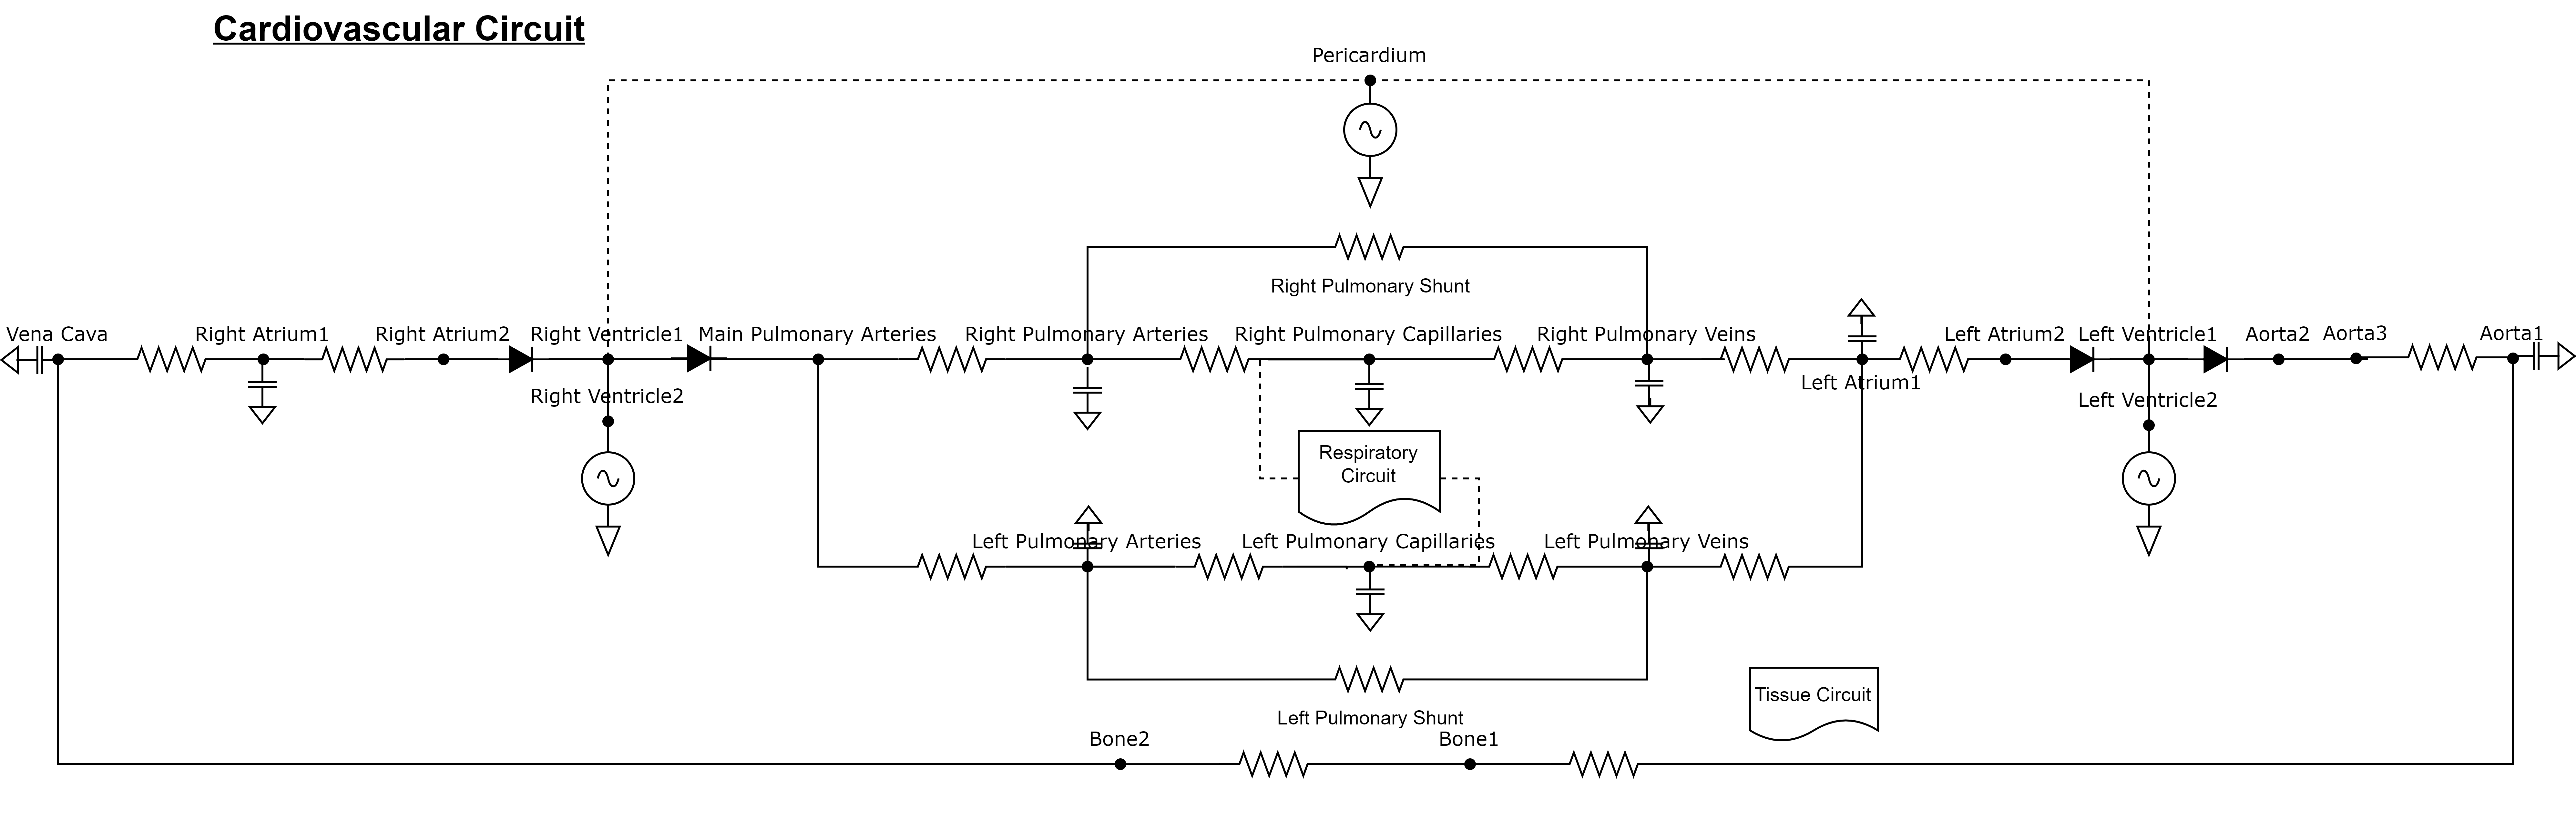 Cardiovascular Circuit
Pericardium
Right Pulmonary Shunt
Vena Cava
Right Atrium1
Right Atrium2
Right Ventricle1
Main Pulmonary Arteries
Right Pulmonary Arteries
Right Pulmonary Capillaries
Right Pulmonary Veins
Left Atrium2
Left Ventricle1
Aorta2
Aorta3
Aorta1
Left Atrium1
Right Ventricle2
Left Ventricle2
Respiratory
Circuit
Left Pulmonary Arteries
Left Pulmonary Capillaries
Left Pulmonary Veins
Tissue Circuit
Left Pulmonary Shunt
Bone2
Bone1